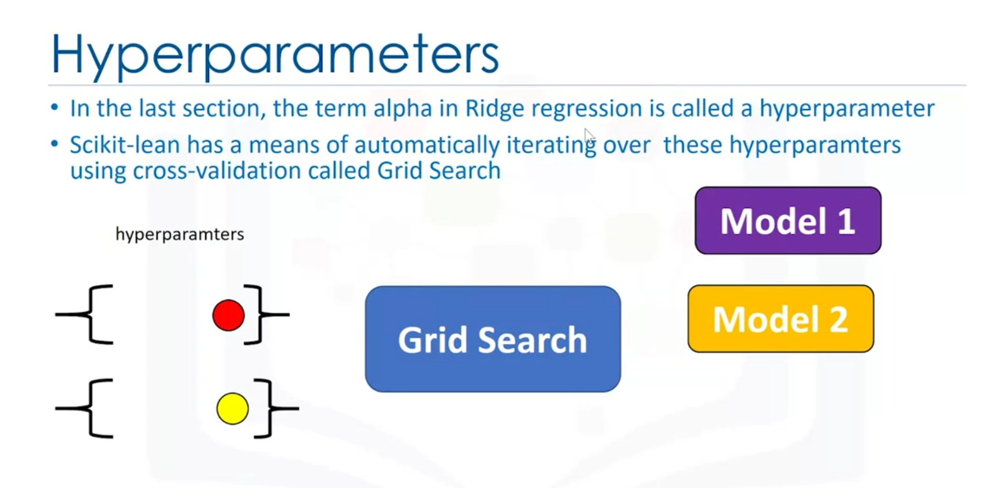 Hyperparameters
• In the last section, the term alpha in Ridge regression is called a hyperparameter
• Scikit-lean has a means of automatically iterating over  these hyperparamters
using cross-validation called Grid Search
hyperparamters
Model 1
Grid Search
Model 2